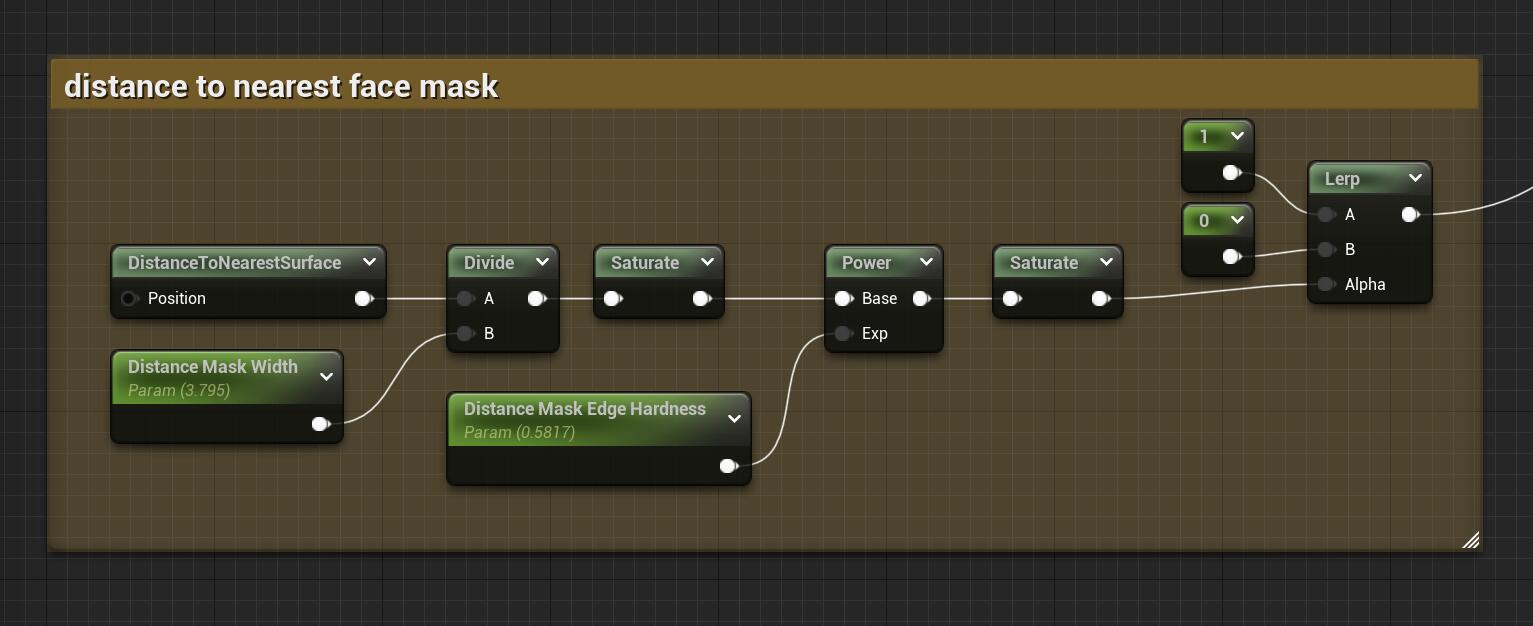 distance to nearest face mask
1
Lerp
A
0
B
Alpha
DistanceToNearestSurface
Position
Divide
A
B
Saturate
Power
Base
Exp
Saturate
Distance Mask Width
Param (3.795)
Distance Mask Edge Hardness
Param (0.5817)